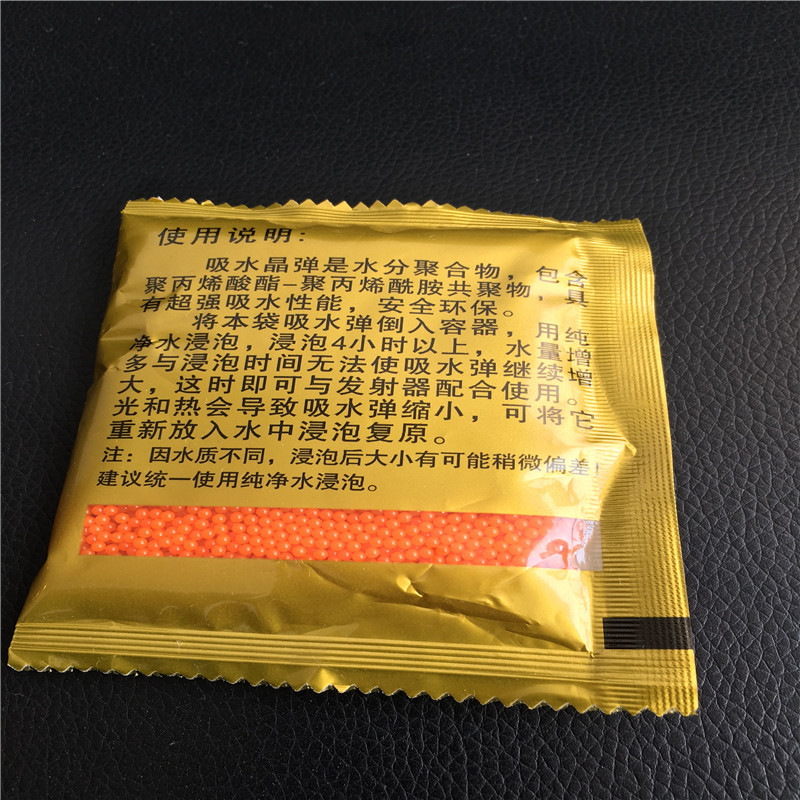 使用说明:
吸水晶弹是水分聚合物，包含
聚丙烯酸酯-聚丙烯酰胺共聚物，具
有超强吸水性能，安全环保。
将本袋吸水弹倒入容器，用纯
净水浸泡，浸泡4小时以上，水量增
多与浸泡时间无法使吸水弹继续增
大，这时即可与发射器配合使用。
光和热会导致吸水弹缩小，可将它
重新放入水中浸泡复原。
注：因水质不同，浸泡后大小有可能稍微偏差!
建议统一使用纯净水浸泡。